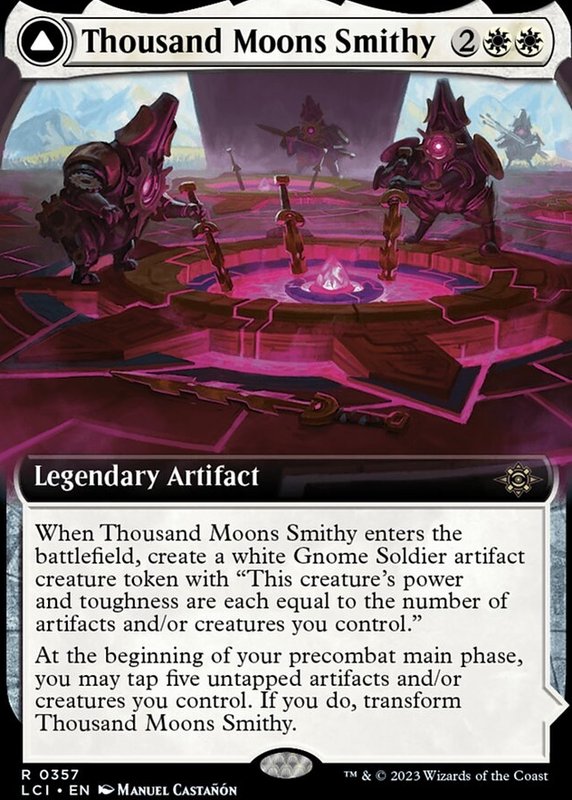 Thousand Moons Smithy 2
Legendary Artifact
When Thousand Moons Smithy enters the
battlefield, create a white Gnome Soldier artifact
creature token with “This creature’s power
and toughness are each equal to the number of
artifacts and/or creatures you control.”
At the beginning of your precombat main phase,
you may tap five untapped artifacts and/or
creatures you control. If you do, transform
Thousand Moons Smithy.
R 0357
LCI • EN Manuel Castañón
™ & © 2023 Wizards of the Coast